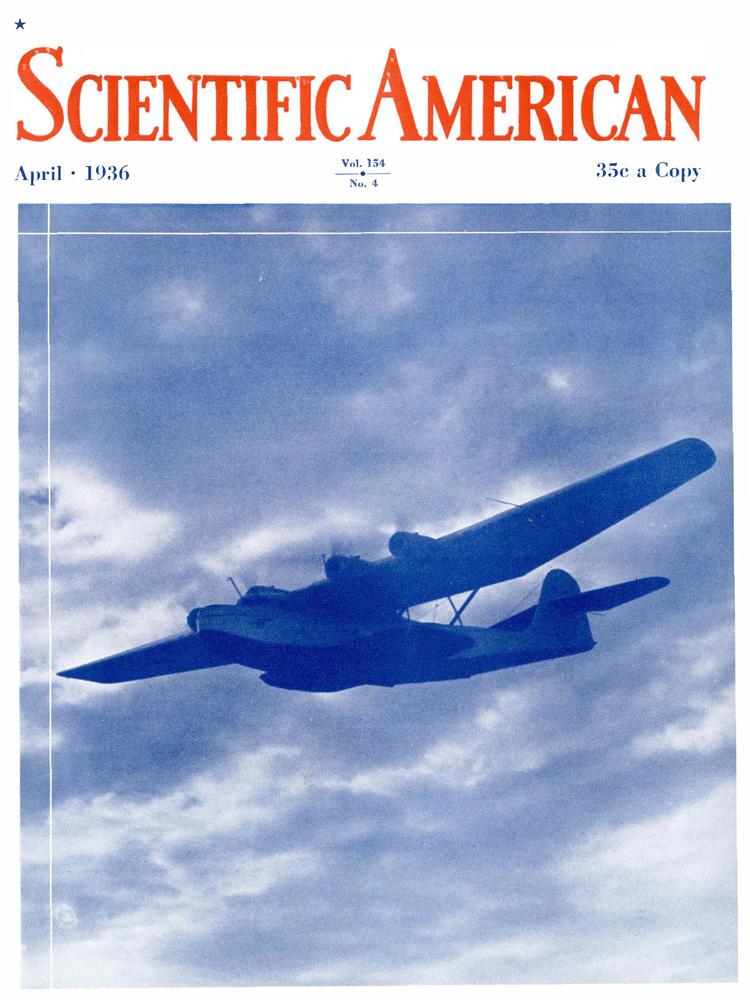 SCIENTIFIC AMERICAN
April · 1936
Vol. 154
No. 4
35c a Copy